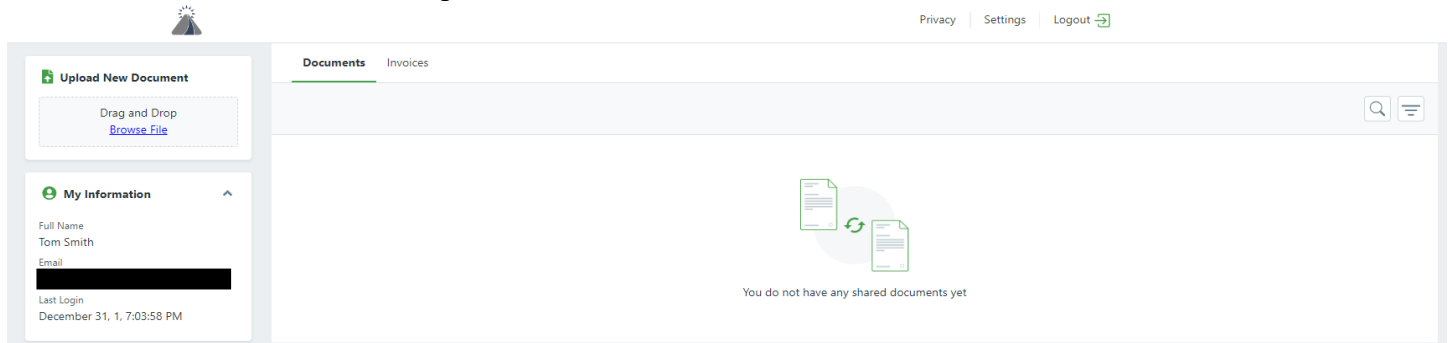 Privacy Settings Logout
Upload New Document
Drag and Drop
Browse File
My Information
Full Name
Tom Smith
Email
Last Login
December 31, 1, 7:03:58 PM
Documents Invoices
You do not have any shared documents yet